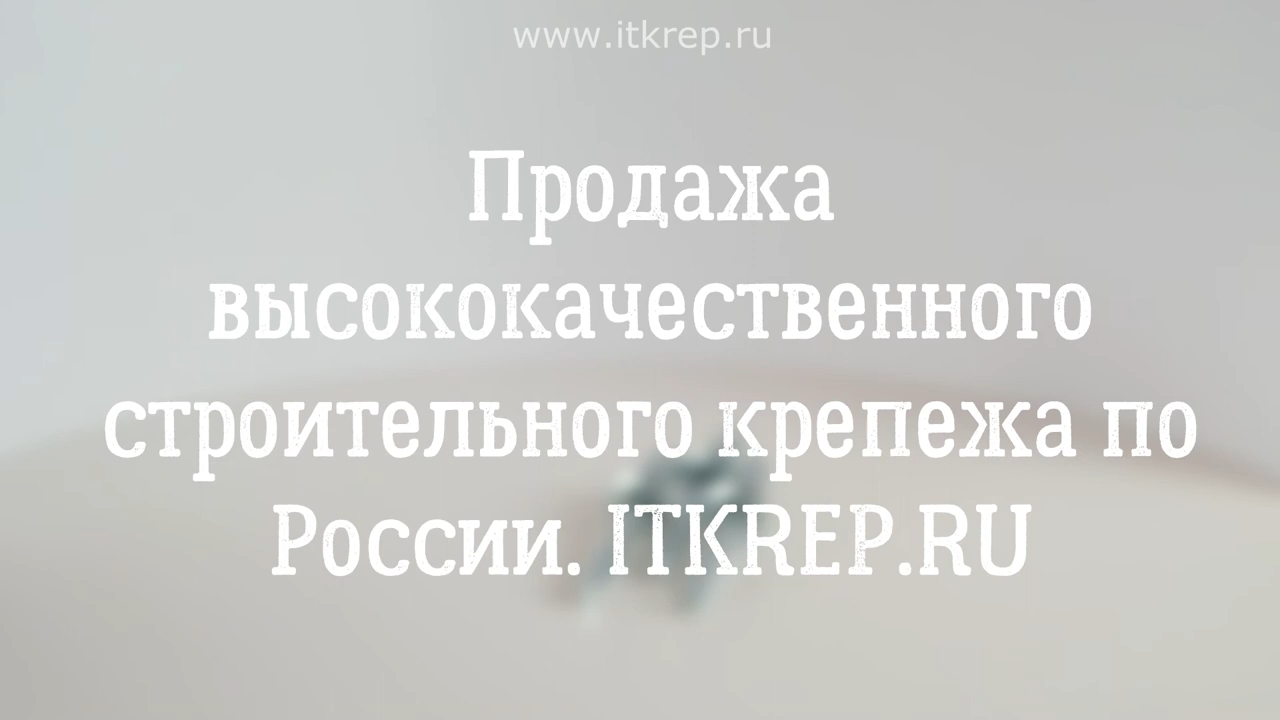 www.itkrep.ru
Продажа
высококачественного
строительного крепежа по
России. ITKREP.RU